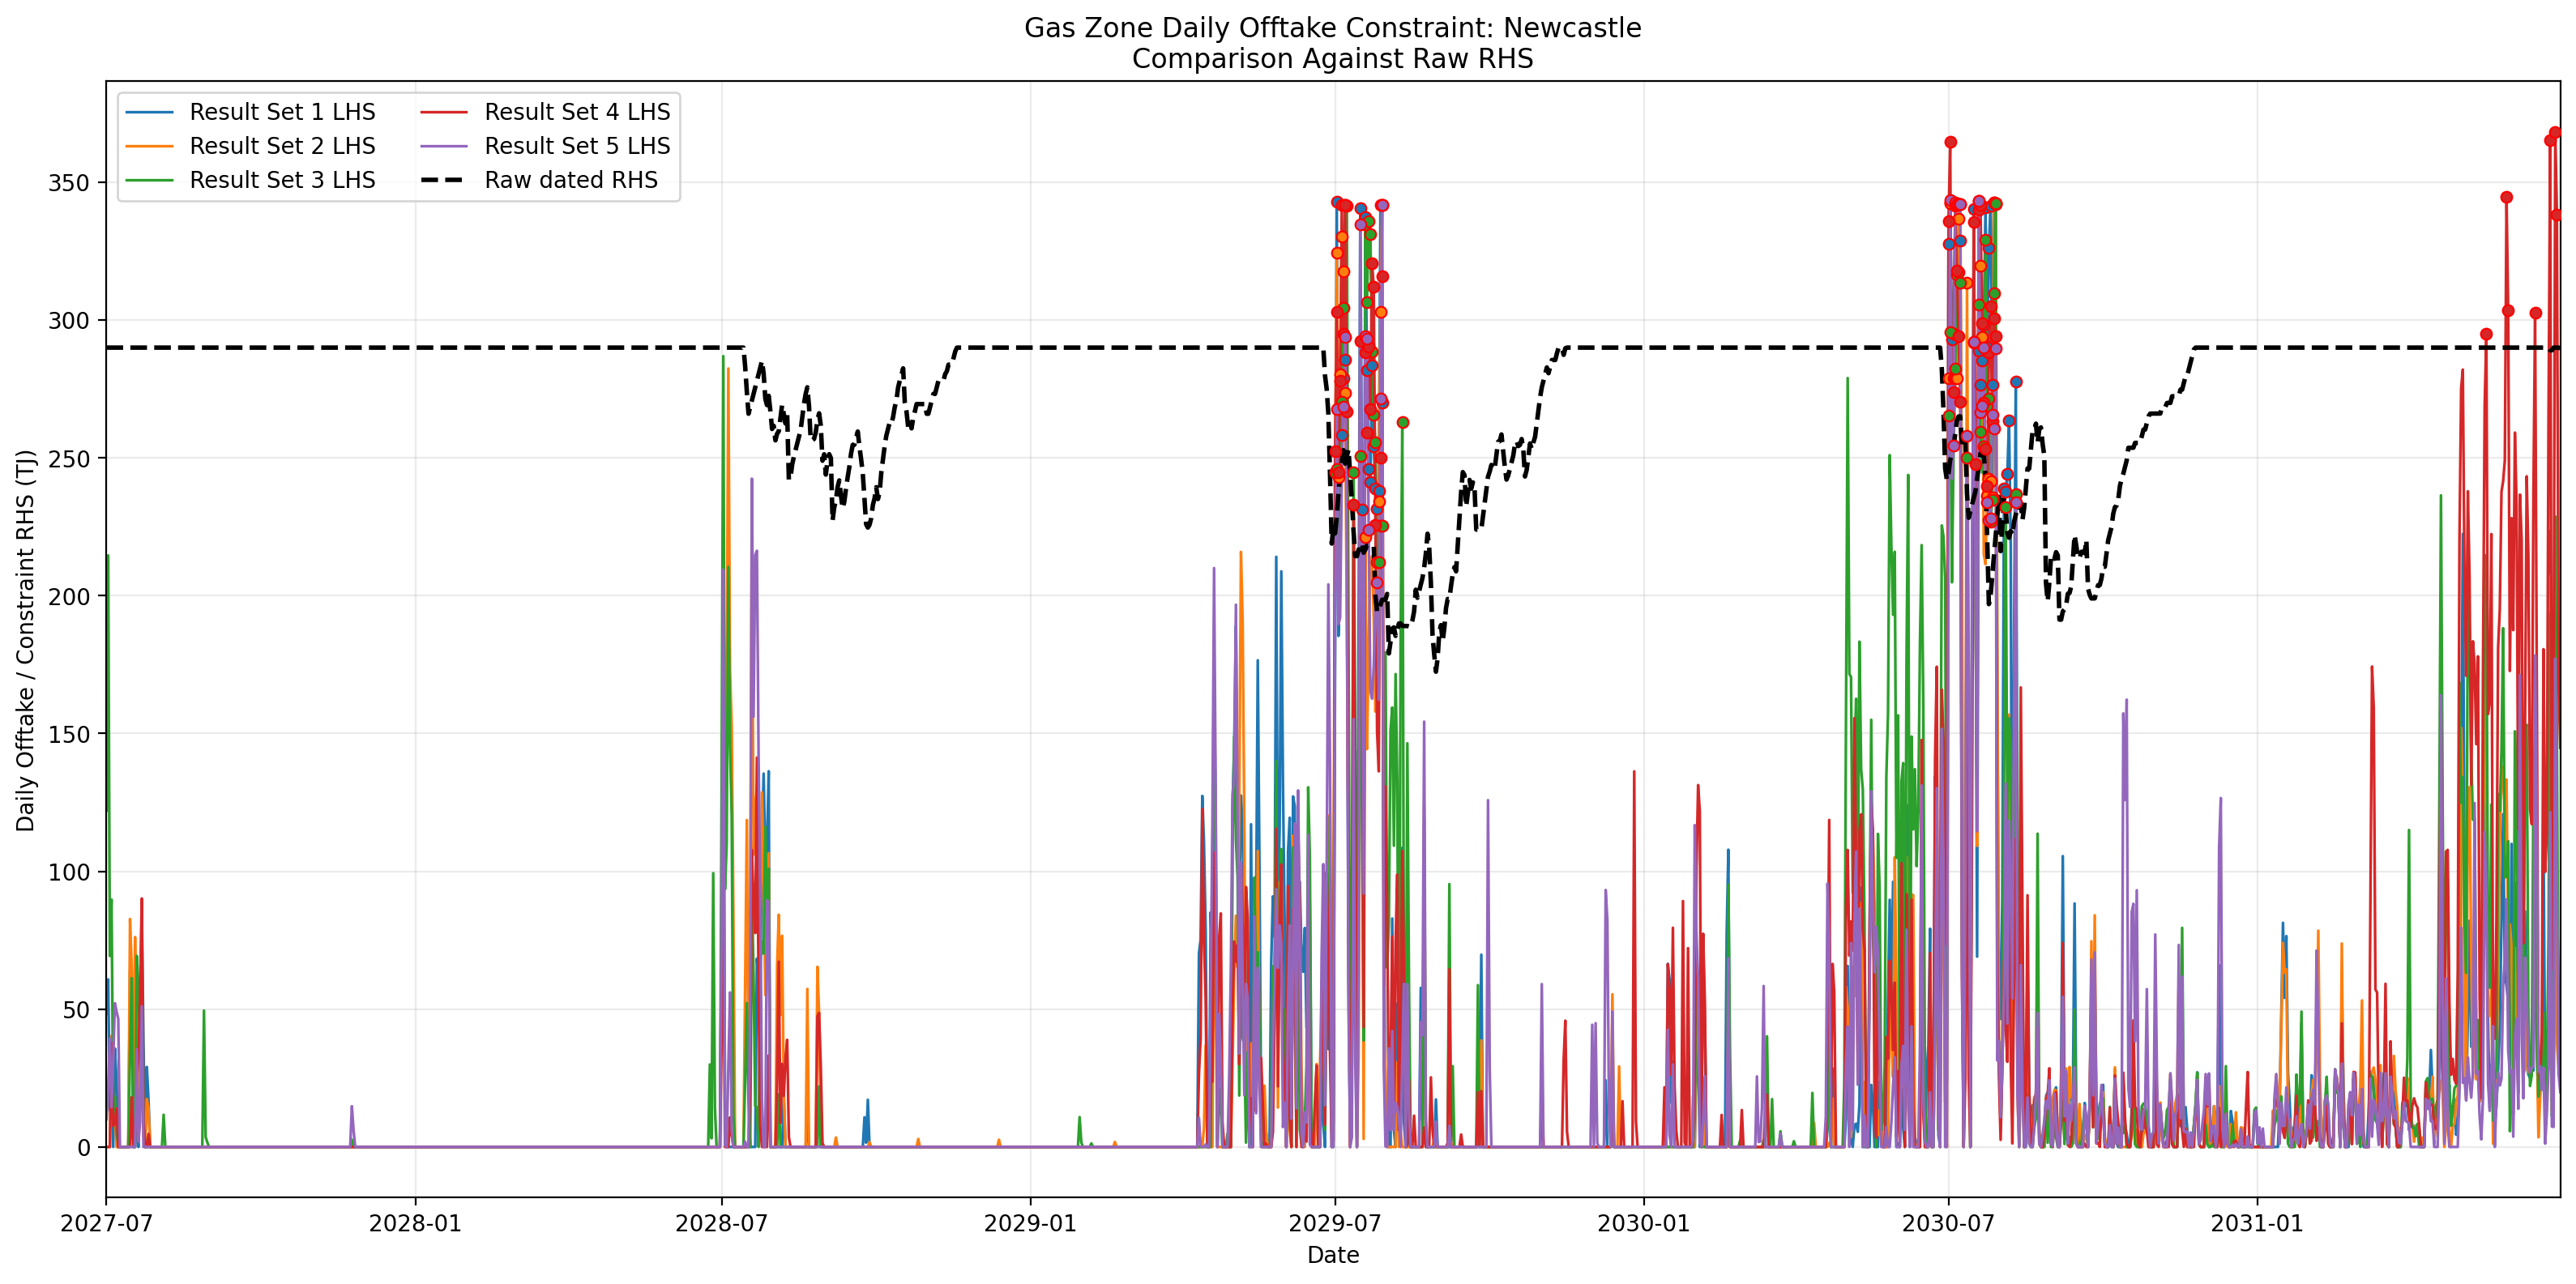 Gas Zone Daily Offtake Constraint: Newcastle
Comparison Against Raw RHS
Result Set 1 LHS
Result Set 2 LHS
Result Set 3 LHS
Result Set 4 LHS
Result Set 5 LHS
Raw dated RHS
Daily Offtake / Constraint RHS (TJ)
350
300
250
200
150
100
50
0
2027-07
2028-01
2028-07
2029-01
2029-07
2030-01
2030-07
2031-01
Date